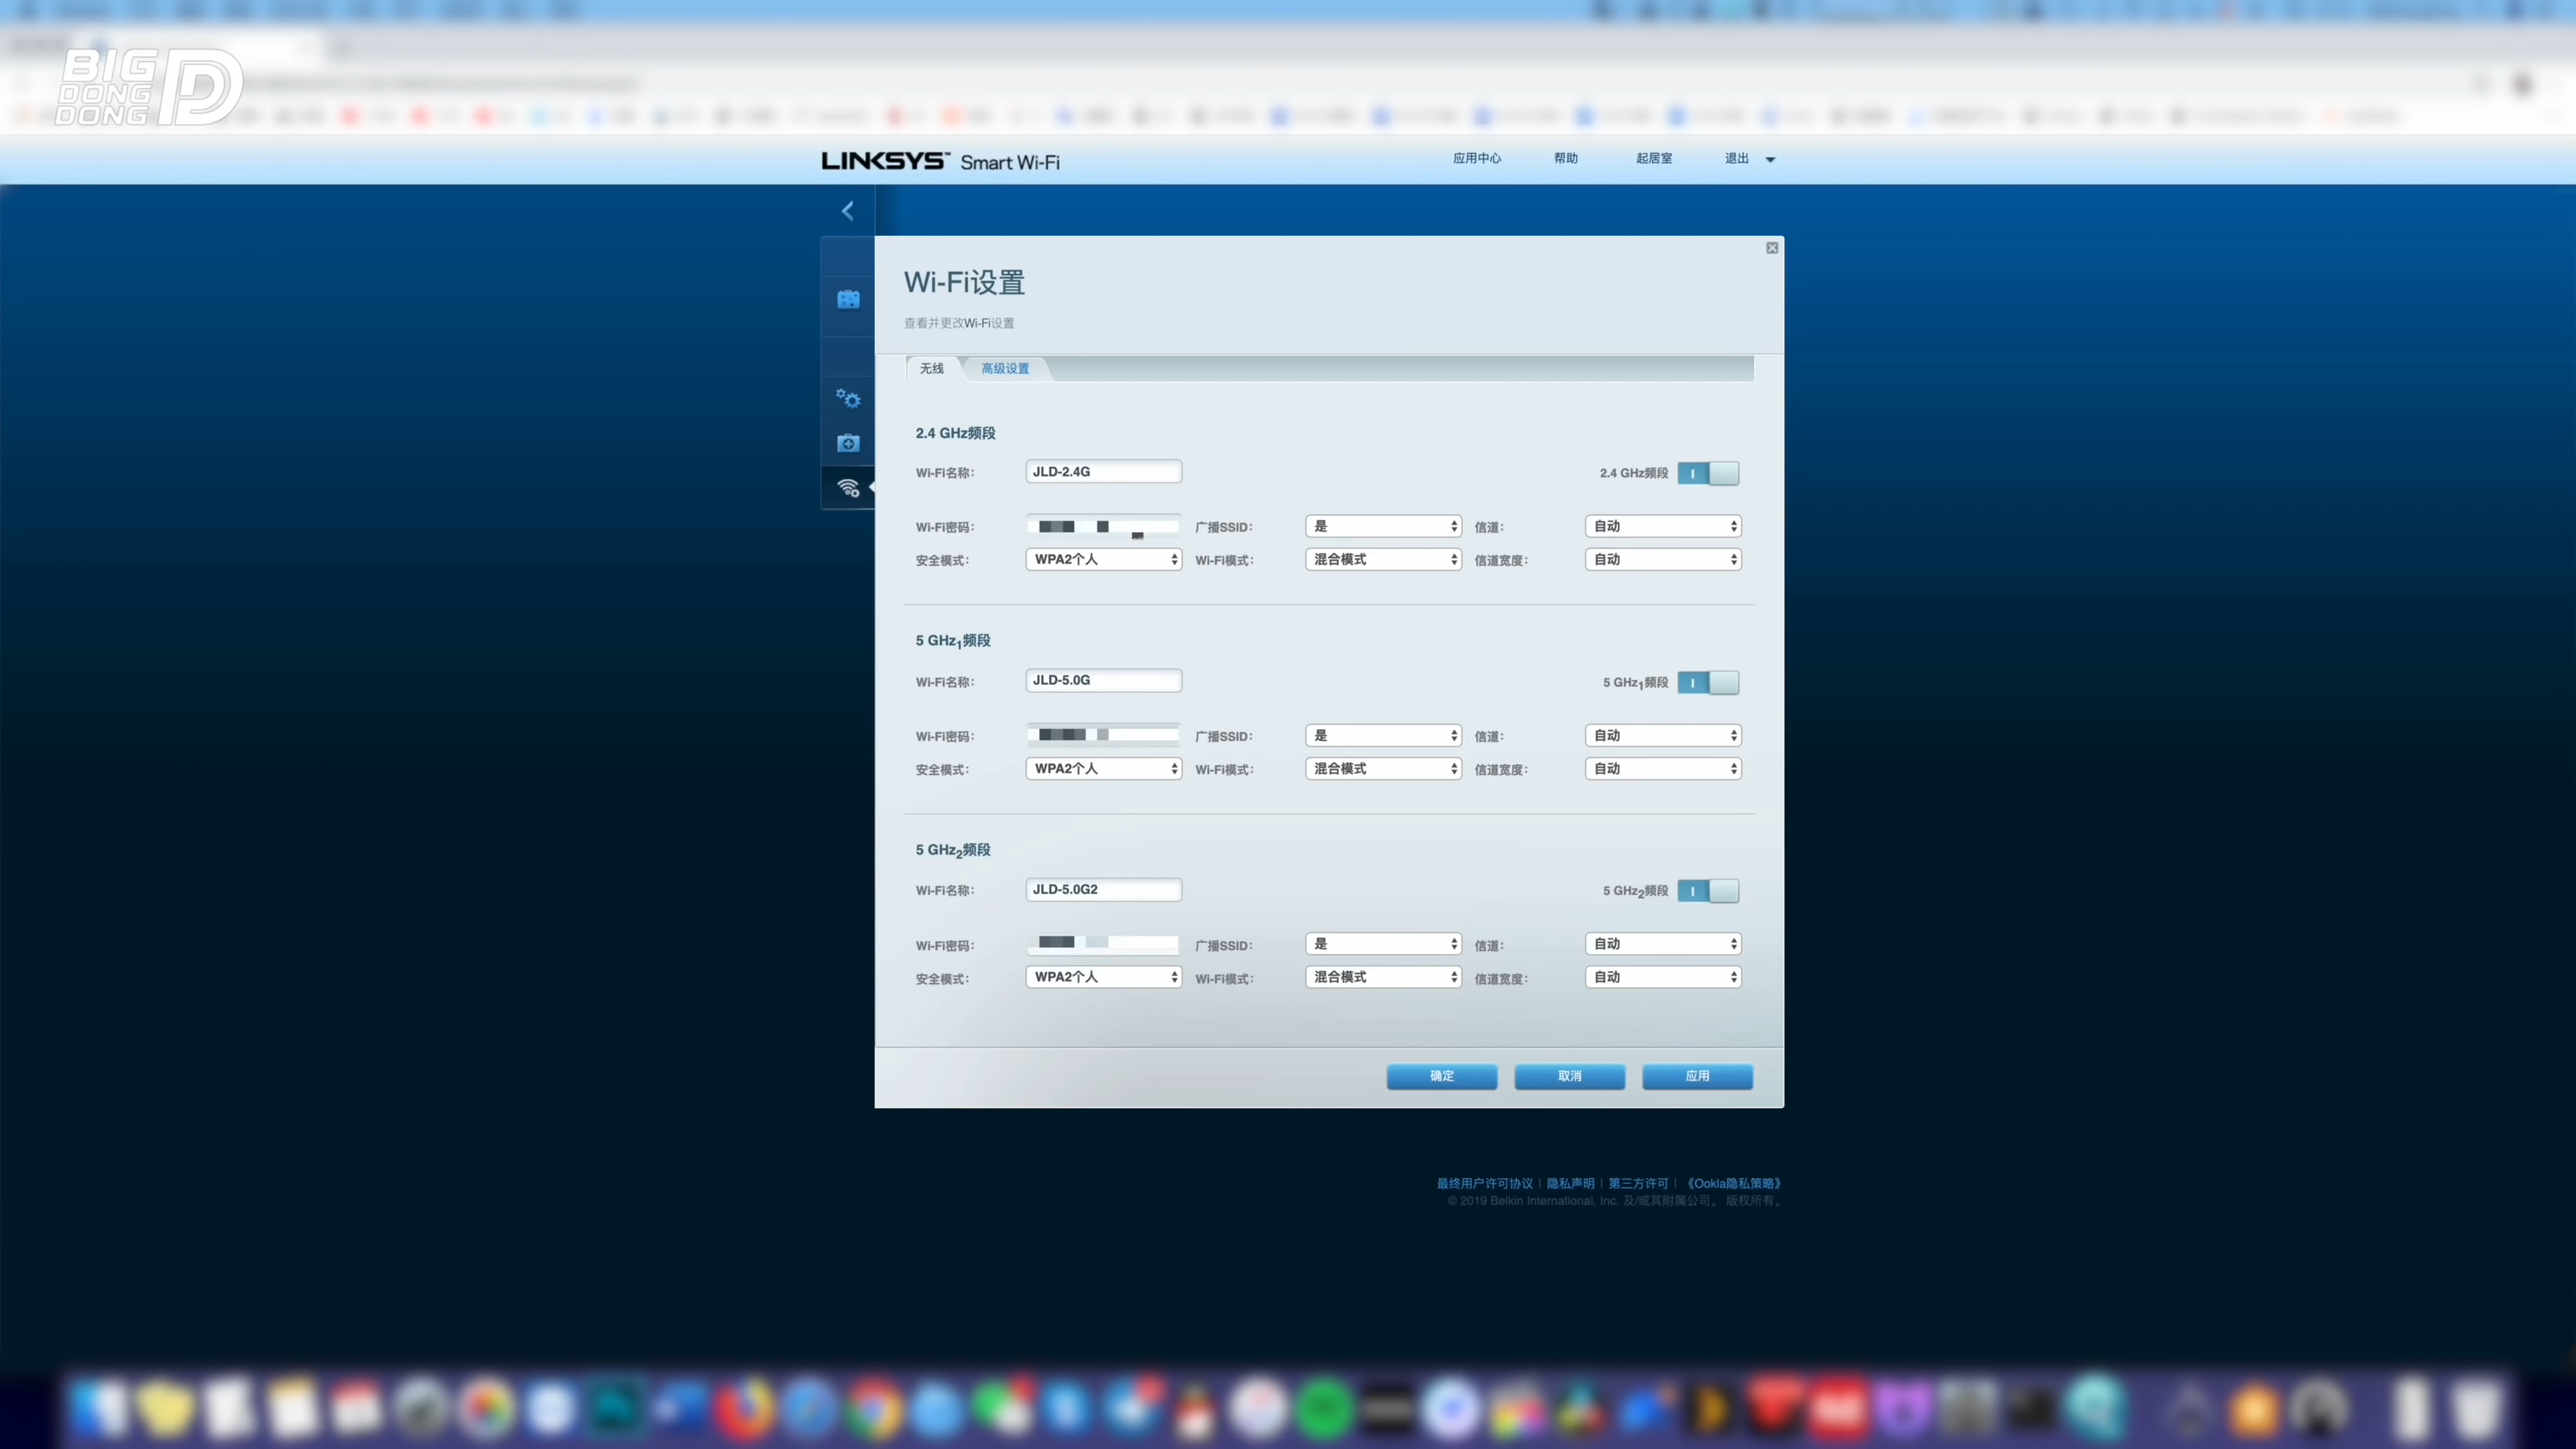 BIG
DONG
DONG
D
LINKSYS™ Smart Wi-Fi 应用中心 帮助 起居室 退出
Wi-Fi设置
查看并更改Wi-Fi设置
无线 高级设置
2.4 GHz频段
Wi-Fi名称: JLD-2.4G 2.4 GHz频段
Wi-Fi密码: 广播SSID: 是 信道: 自动
安全模式: WPA2个人 Wi-Fi模式: 混合模式 信道宽度: 自动
5 GHz1频段
Wi-Fi名称: JLD-5.0G 5 GHz1频段
Wi-Fi密码: 广播SSID: 是 信道: 自动
安全模式: WPA2个人 Wi-Fi模式: 混合模式 信道宽度: 自动
5 GHz2频段
Wi-Fi名称: JLD-5.0G2 5 GHz2频段
Wi-Fi密码: 广播SSID: 是 信道: 自动
安全模式: WPA2个人 Wi-Fi模式: 混合模式 信道宽度: 自动
确定 取消 应用
最终用户许可协议 | 隐私声明 | 第三方许可 | 《Ookla隐私策略》
© 2019 Belkin International, Inc. 及/或其附属公司。 版权所有。